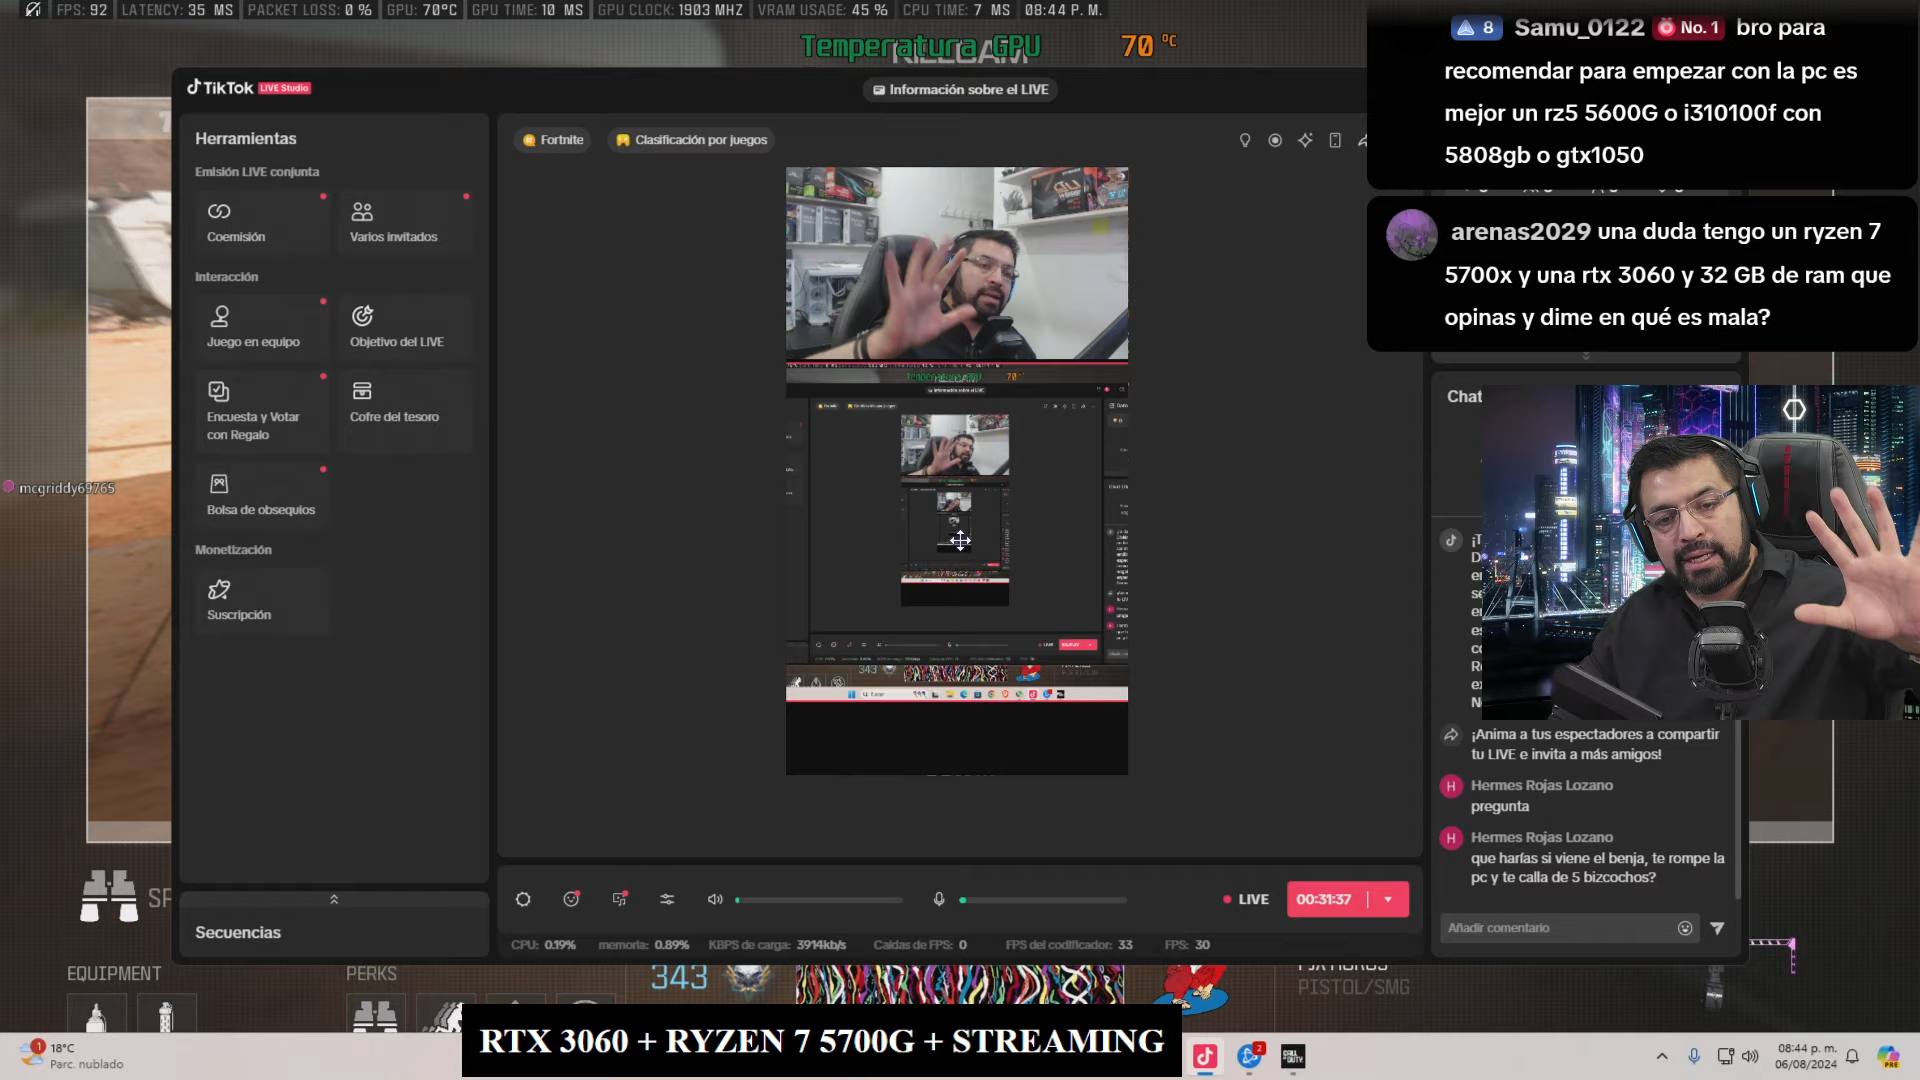 FPS: 92 LATENCY: 35 MS PACKET LOSS: 0 % GPU: 70°C GPU TIME: 10 MS GPU CLOCK: 1903 MHZ VRAM USAGE: 45 % CPU TIME: 7 MS 08:44 P. M.
Temperatura GPU 70 °C
KILLCAM
TikTok LIVE Studio
Información sobre el LIVE
Herramientas
Emisión LIVE conjunta
Coemisión
Varios invitados
Interacción
Juego en equipo
Objetivo del LIVE
Encuesta y Votar
con Regalo
Cofre del tesoro
Bolsa de obsequios
Monetización
Suscripción
Secuencias
mcgriddy69765
Fortnite
Clasificación por juegos
8 Samu_0122 No. 1 bro para
recomendar para empezar con la pc es
mejor un rz5 5600G o i310100f con
5808gb o gtx1050
arenas2029 una duda tengo un ryzen 7
5700x y una rtx 3060 y 32 GB de ram que
opinas y dime en qué es mala?
Chat
¡Anima a tus espectadores a compartir
tu LIVE e invita a más amigos!
H Hermes Rojas Lozano
pregunta
H Hermes Rojas Lozano
que harías si viene el benja, te rompe la
pc y te calla de 5 bizcochos?
Añadir comentario
LIVE 00:31:37
CPU: 0.19% memoria: 0.89% KBPS de carga: 3914kb/s Caídas de FPS: 0 FPS del codificador: 33 FPS: 30
EQUIPMENT
PERKS
343
PISTOL/SMG
RTX 3060 + RYZEN 7 5700G + STREAMING
1
18°C
Parc. nublado
2
CALL OF DUTY
08:44 p. m.
06/08/2024
PRE